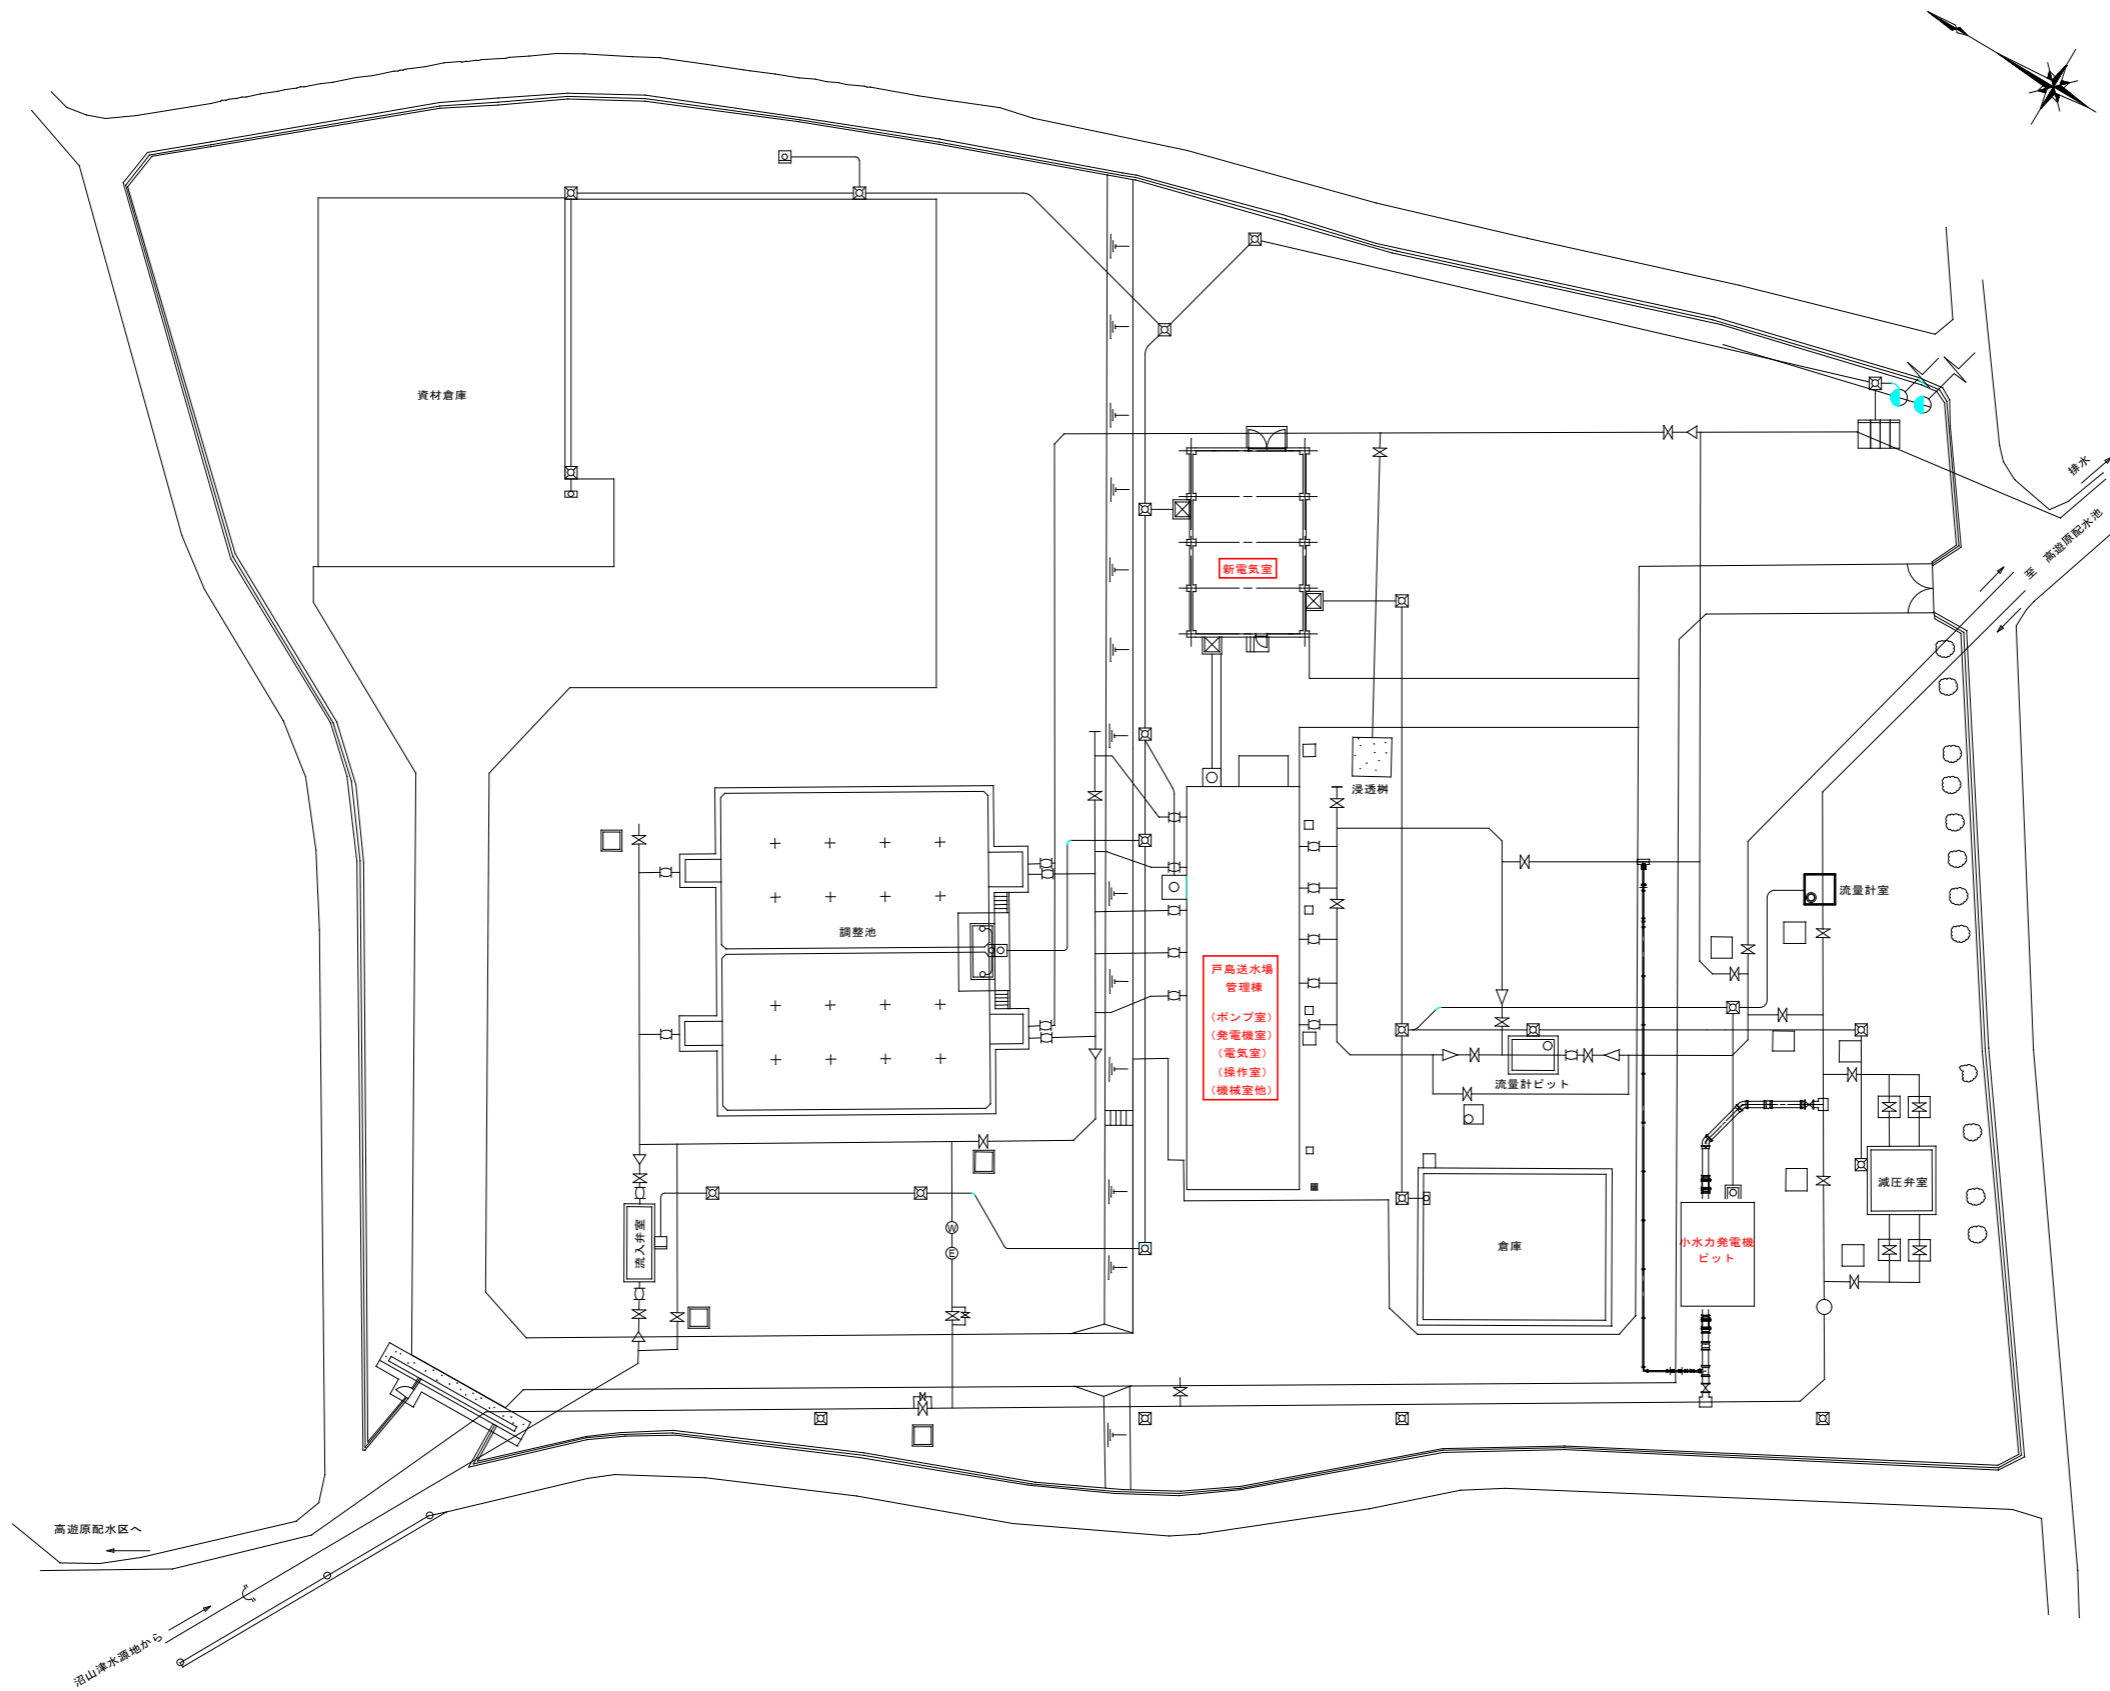 資材倉庫
排水
至 高遊原配水池
新電気室
浸透桝
流量計室
調整池
戸島送水場
管理棟
（ポンプ室）
（発電機室）
（電気室）
（操作室）
（機械室他）
流量計ピット
減圧弁室
流入弁室
倉庫
小水力発電機
ピット
W
E
高遊原配水区へ
沼山津水源地から